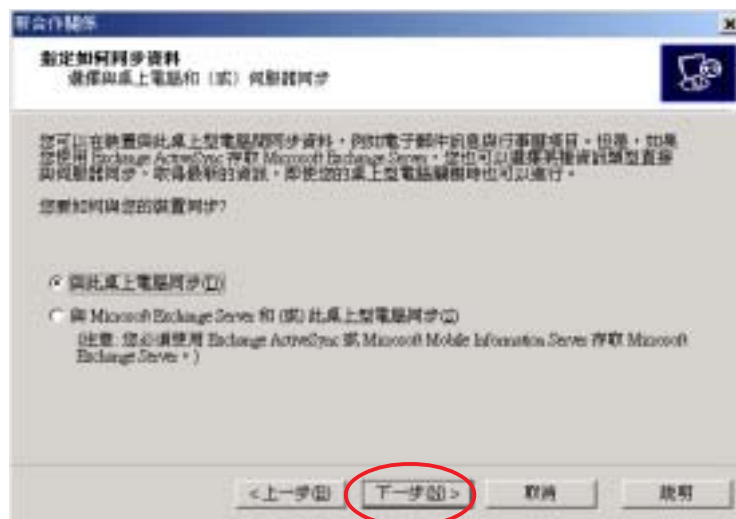 新合作關係
指定如何同步資料
選擇與桌上電腦和 (或) 伺服器同步
您可以在裝置與此桌上型電腦間同步資料，例如電子郵件訊息與行事曆項目。但是，如果
您使用 Exchange ActiveSync 存取 Microsoft Exchange Server，您也可以選擇某種資訊類型直接
與伺服器同步，取得最新的資訊，即使您的桌上型電腦關機時也可以進行。
您要如何與您的裝置同步?
與此桌上電腦同步(D)
與 Microsoft Exchange Server 和 (或) 此桌上型電腦同步(S)
(注意: 您必須使用 Exchange ActiveSync 或 Microsoft Mobile Information Server 存取 Microsoft
Exchange Server。)
<上一步(B) 下一步(N) > 取消 說明